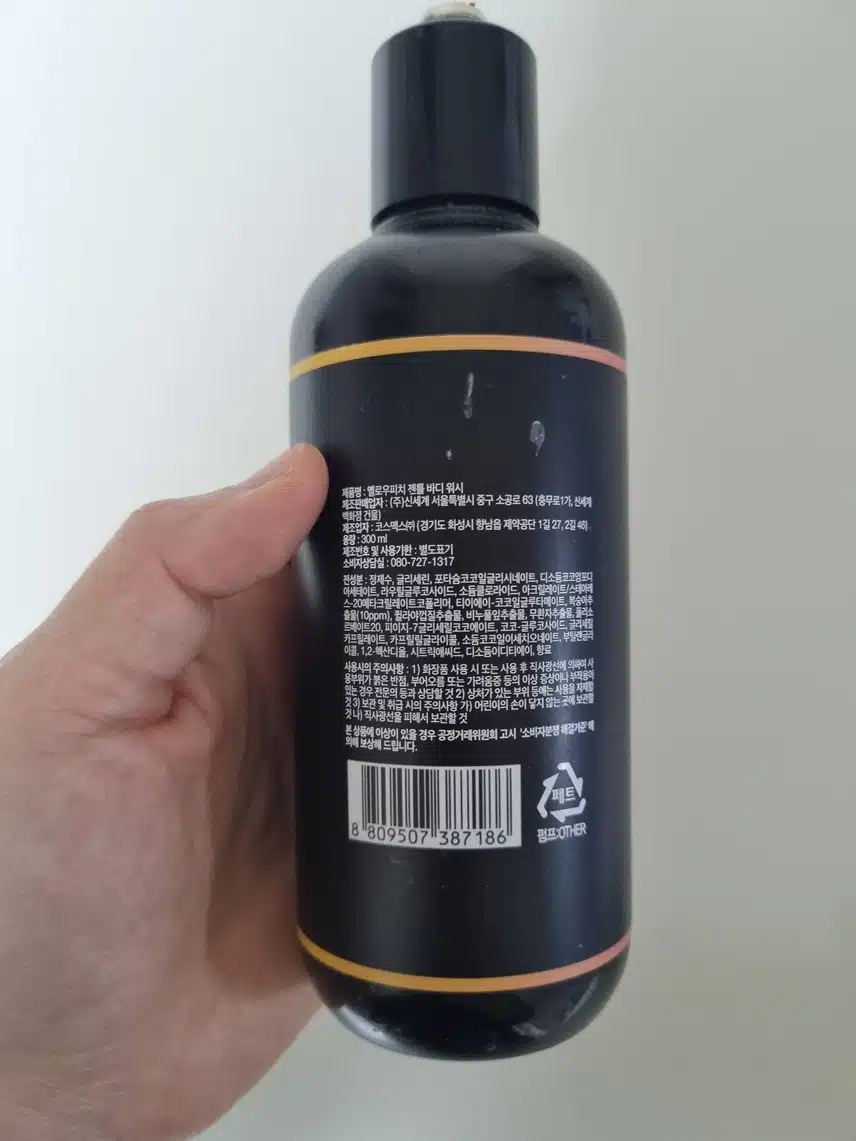 제품명 : 옐로우피치 젠틀 바디 워시
제조판매업자 : (주)신세계 서울특별시 중구 소공로 63 (충무로1가, 신세계
백화점 건물)
제조업자 : 코스맥스㈜ (경기도 화성시 향남읍 제약공단 1길 27, 2길 46)
용량 : 300 ml
제조번호 및 사용기한 : 별도표기
소비자상담실 : 080-727-1317
전성분 : 정제수, 글리세린, 포타슘코코일글리시네이트, 디소듐코코암포디
아세테이트, 라우릴글루코사이드, 소듐클로라이드, 아크릴레이트/스테아레
스-20메타크릴레이트코폴리머, 티이에이-코코일글루타메이트, 복숭아추
출물(10ppm), 퀼라야껍질추출물, 비누풀잎추출물, 무환자추출물, 폴리소
르베이트20, 피이지-7글리세릴코코에이트, 코코-글루코사이드, 글리세릴
카프릴레이트, 카프릴릴글라이콜, 소듐코코일이세치오네이트, 부틸렌글라
이콜, 1,2-헥산디올, 시트릭애씨드, 디소듐이디티에이, 향료
사용시의 주의사항 : 1) 화장품 사용 시 또는 사용 후 직사광선에 의하여 사
용부위가 붉은 반점, 부어오름 또는 가려움증 등의 이상 증상이나 부작용이
있는 경우 전문의 등과 상담할 것 2) 상처가 있는 부위 등에는 사용을 자제할
것 3) 보관 및 취급 시의 주의사항 가) 어린이의 손이 닿지 않는 곳에 보관할
것 나) 직사광선을 피해서 보관할 것
본 상품에 이상이 있을 경우 공정거래위원회 고시 '소비자분쟁 해결기준'에
의해 보상해 드립니다.
8 809507 387186
페트
펌프:OTHER